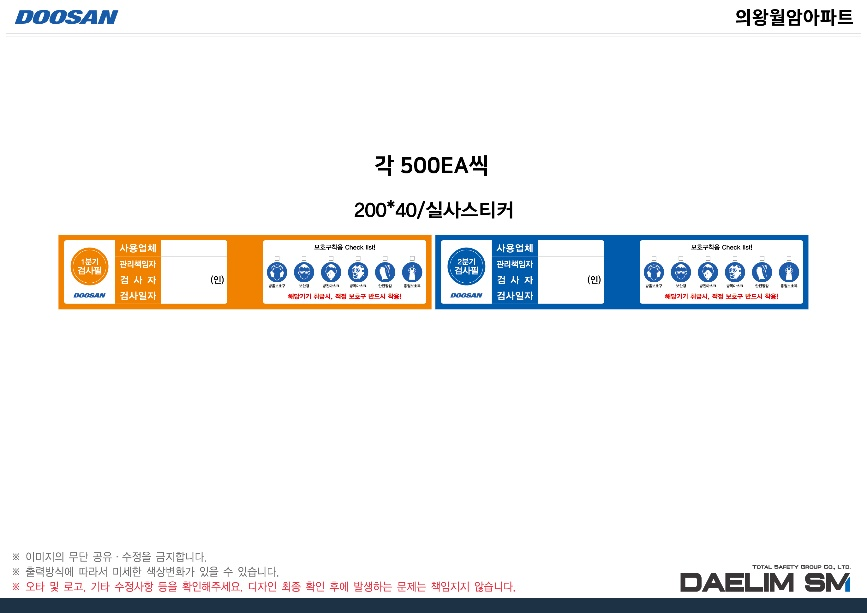 DOOSAN
의왕월암아파트
각 500EA씩
200*40/실사스티커
1분기
검사필
DOOSAN
사용업체
관리책임자
검 사 자
(인)
검사일자
보호구착용 Check list!
해당기기 취급시, 적정 보호구 반드시 착용!
2분기
검사필
DOOSAN
사용업체
관리책임자
검 사 자
(인)
검사일자
보호구착용 Check list!
해당기기 취급시, 적정 보호구 반드시 착용!
※ 이미지의 무단 공유 · 수정을 금지합니다.
※ 출력방식에 따라서 미세한 색상변화가 있을 수 있습니다.
※ 오타 및 로고, 기타 수정사항 등을 확인해주세요. 디자인 최종 확인 후에 발생하는 문제는 책임지지 않습니다.
TOTAL SAFETY GROUP CO., LTD.
DAELIM SM